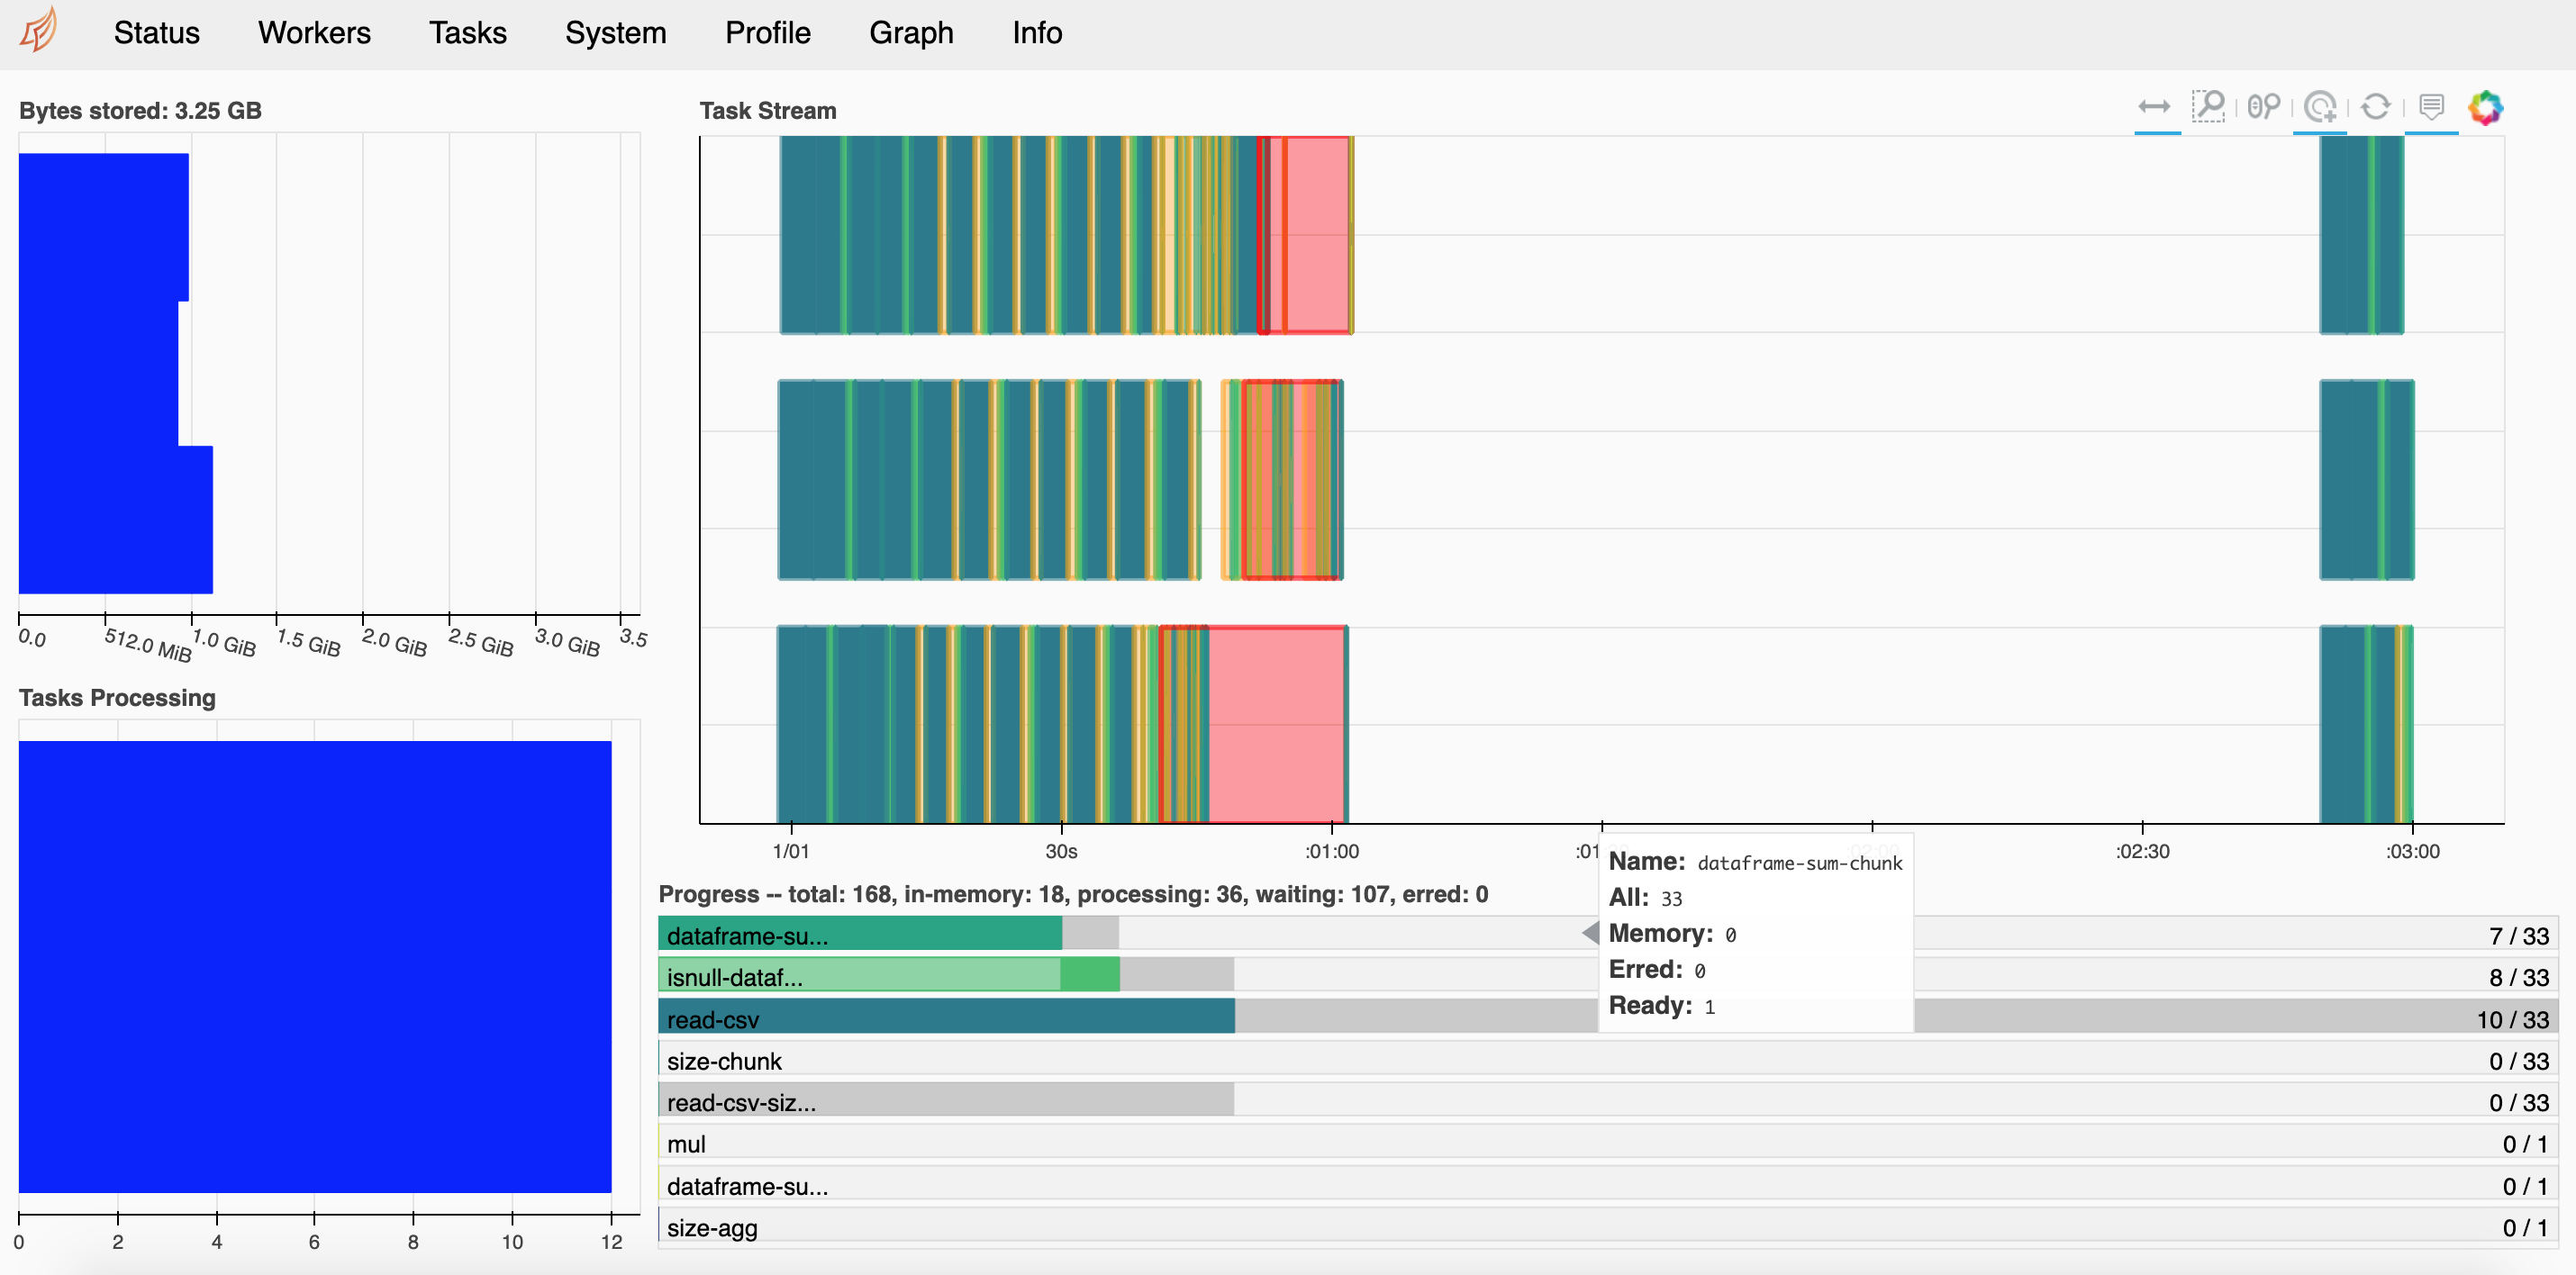 Status Workers Tasks System Profile Graph Info
Bytes stored: 3.25 GB
0.0 512.0 MiB 1.0 GiB 1.5 GiB 2.0 GiB 2.5 GiB 3.0 GiB 3.5
Tasks Processing
0 2 4 6 8 10 12
Task Stream
1/01 30s :01:00 :01 :02:00 :02:30 :03:00
Progress -- total: 168, in-memory: 18, processing: 36, waiting: 107, erred: 0
dataframe-su... 7 / 33
isnull-dataf... 8 / 33
read-csv 10 / 33
size-chunk 0 / 33
read-csv-siz... 0 / 33
mul 0 / 1
dataframe-su... 0 / 1
size-agg 0 / 1
Name: dataframe-sum-chunk
All: 33
Memory: 0
Erred: 0
Ready: 1